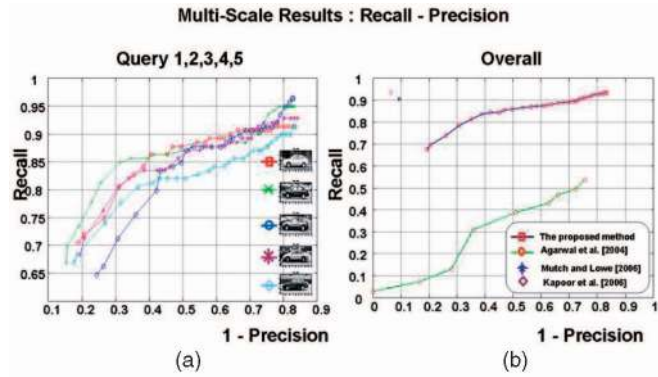 Multi-Scale Results : Recall - Precision
Query 1,2,3,4,5
1
0.95
0.9
Recall
0.85
0.8
0.75
0.7
0.65
0.1 0.2 0.3 0.4 0.5 0.6 0.7 0.8 0.9
1 - Precision
(a)
Overall
1
0.9
0.8
0.7
0.6
Recall
0.5
0.4
0.3
0.2
0.1
0
0 0.1 0.2 0.3 0.4 0.5 0.6 0.7 0.8 0.9 1
The proposed method
Agarwal et al. [2004]
Mutch and Lowe [2006]
Kapoor et al. [2006]
1 - Precision
(b)